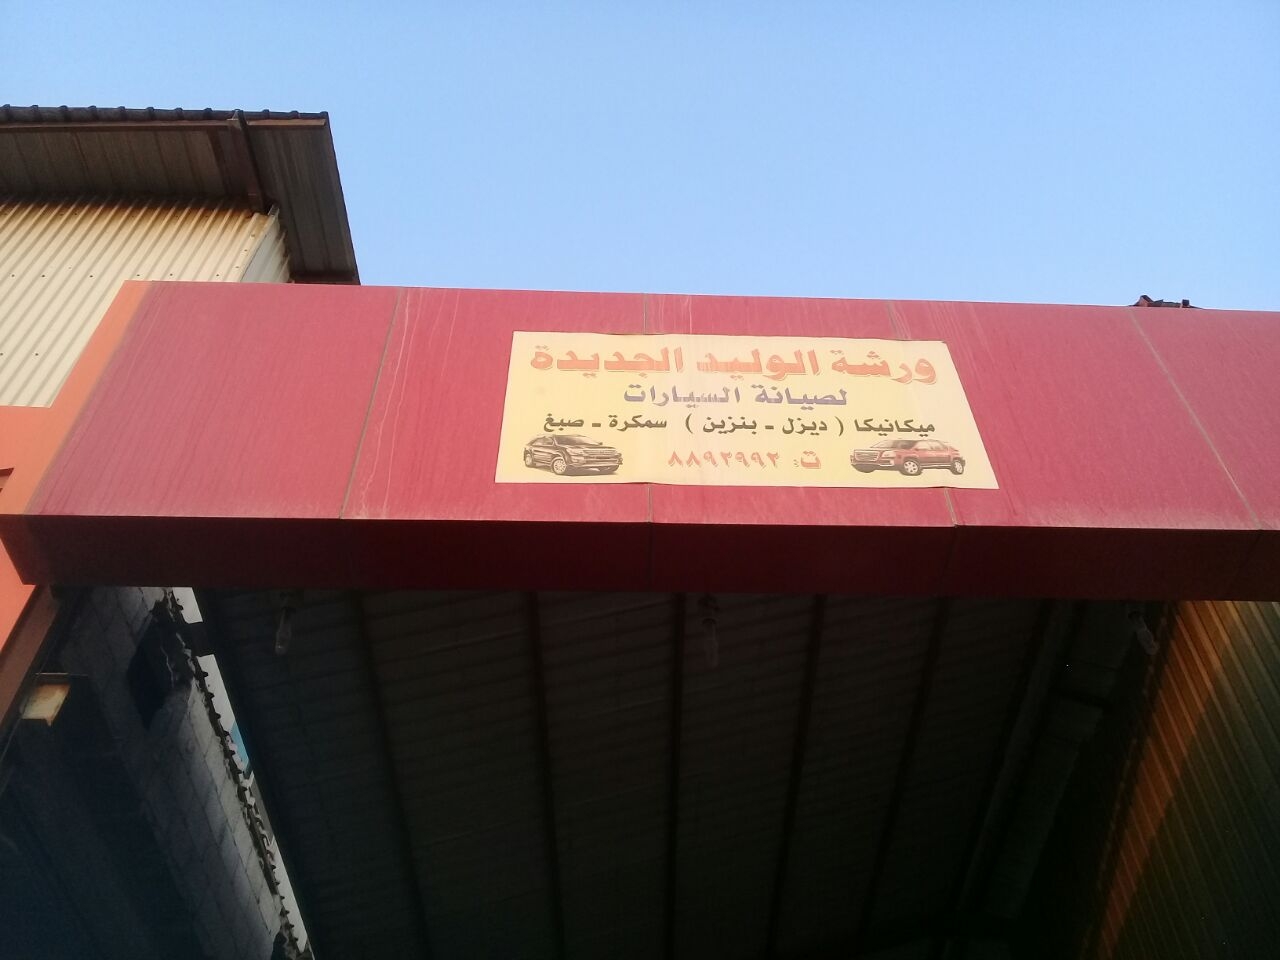 ورشة الوليد الجديدة
لصيانة السيارات
ميكانيكا ( ديزل - بنزين ) سمكرة - صبغ
ت: ٨٨٩٢٩٩٢